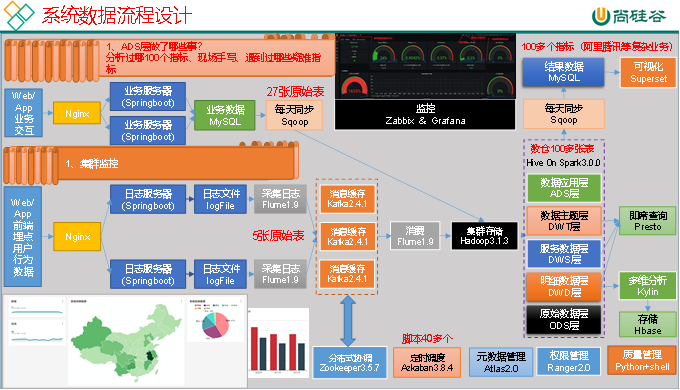 系统数据流程设计
尚硅谷
1、ADS层做了哪些事?
分析过哪100个指标、现场手写、遇到过哪些难准指
标
100多个指标(阿里腾讯等复杂业务)
结果数据
MySQL
可视化
Superset
Web/
App
业务
交互
Nginx
业务服务器
(Springboot)
业务服务器
(Springboot)
业务数据
MySQL
27张原始表
每天同步
Sqoop
监控
Zabbix & Grafana
每天同步
Sqoop
1、集群监控
数仓100多张表
Hive On Spark3.0.0
数据应用层
ADS层
数据主题层
DWT层
服务数据层
DWS层
明细数据层
DWD层
原始数据层
ODS层
Web/
App
前端
埋点
用户
行为
数据
Nginx
日志服务器
(Springboot)
日志文件
logFile
采集日志
Flume1.9
日志服务器
(Springboot)
日志文件
logFile
采集日志
Flume1.9
5张原始表
消息缓存
Kafka2.4.1
消息缓存
Kafka2.4.1
消息缓存
Kafka2.4.1
消费
Flume1.9
集群存储
Hadoop3.1.3
即席查询
Presto
多维分析
Kylin
存储
Hbase
脚本40多个
分布式协调
Zookeeper3.5.7
定时调度
Azkaban3.8.4
元数据管理
Atlas2.0
权限管理
Ranger2.0
质量管理
Python+shell